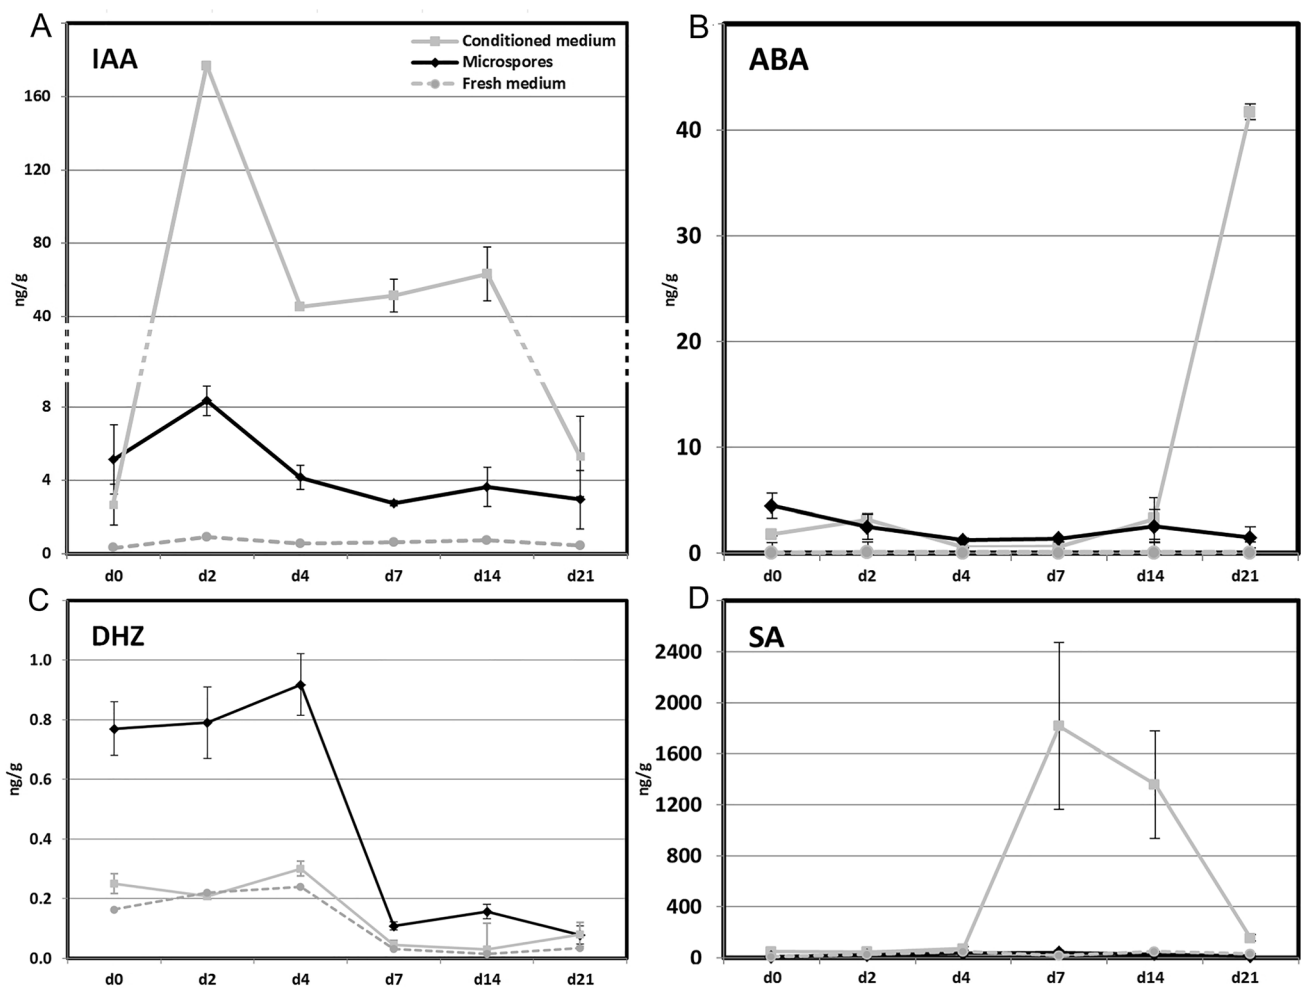 A
IAA
Conditioned medium
Microspores
Fresh medium
160
120
80
40
8
4
0
ng/g
d0 d2 d4 d7 d14 d21
B
ABA
40
30
20
10
0
ng/g
d0 d2 d4 d7 d14 d21
C
DHZ
1.0
0.8
0.6
0.4
0.2
0.0
ng/g
d0 d2 d4 d7 d14 d21
D
SA
2400
2000
1600
1200
800
400
0
ng/g
d0 d2 d4 d7 d14 d21